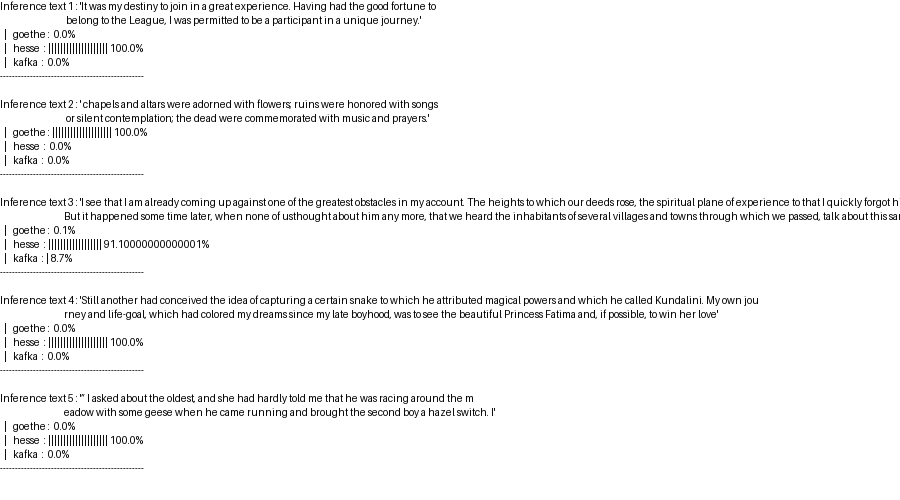 Inference text 1 : 'It was my destiny to join in a great experience. Having had the good fortune to
belong to the League, I was permitted to be a participant in a unique journey.'
| goethe : 0.0%
| hesse : |||||||||||||||||||| 100.0%
| kafka : 0.0%
------------------------------------------------
Inference text 2 : ' chapels and altars were adorned with flowers; ruins were honored with songs
or silent contemplation; the dead were commemorated with music and prayers.'
| goethe : |||||||||||||||||||| 100.0%
| hesse : 0.0%
| kafka : 0.0%
------------------------------------------------
Inference text 3 : 'I see that I am already coming up against one of the greatest obstacles in my account. The heights to which our deeds rose, the spiritual plane of experience to that I quickly forgot h
But it happened some time later, when none of usthought about him any more, that we heard the inhabitants of several villages and towns through which we passed, talk about this sa
| goethe : 0.1%
| hesse : |||||||||||||||||| 91.10000000000001%
| kafka : | 8.7%
------------------------------------------------
Inference text 4 : 'Still another had conceived the idea of capturing a certain snake to which he attributed magical powers and which he called Kundalini. My own jou
rney and life-goal, which had colored my dreams since my late boyhood, was to see the beautiful Princess Fatima and, if possible, to win her love'
| goethe : 0.0%
| hesse : |||||||||||||||||||| 100.0%
| kafka : 0.0%
------------------------------------------------
Inference text 5 : '" I asked about the oldest, and she had hardly told me that he was racing around the m
eadow with some geese when he came running and brought the second boy a hazel switch. I'
| goethe : 0.0%
| hesse : |||||||||||||||||||| 100.0%
| kafka : 0.0%
------------------------------------------------